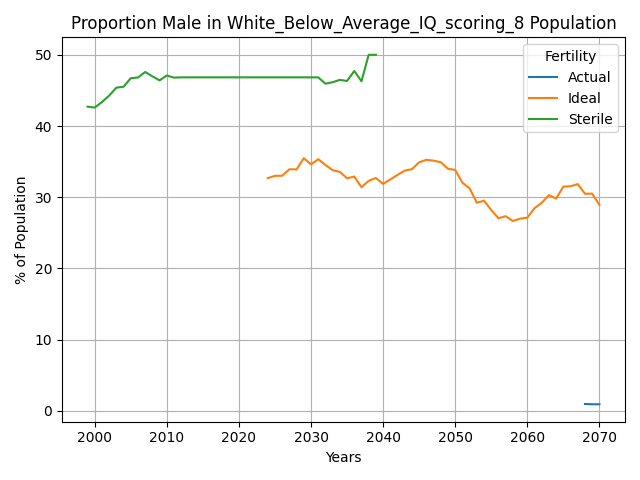 Proportion Male in White_Below_Average_IQ_scoring_8 Population
Fertility
Actual
Ideal
Sterile
% of Population
50
40
30
20
10
0
2000 2010 2020 2030 2040 2050 2060 2070
Years